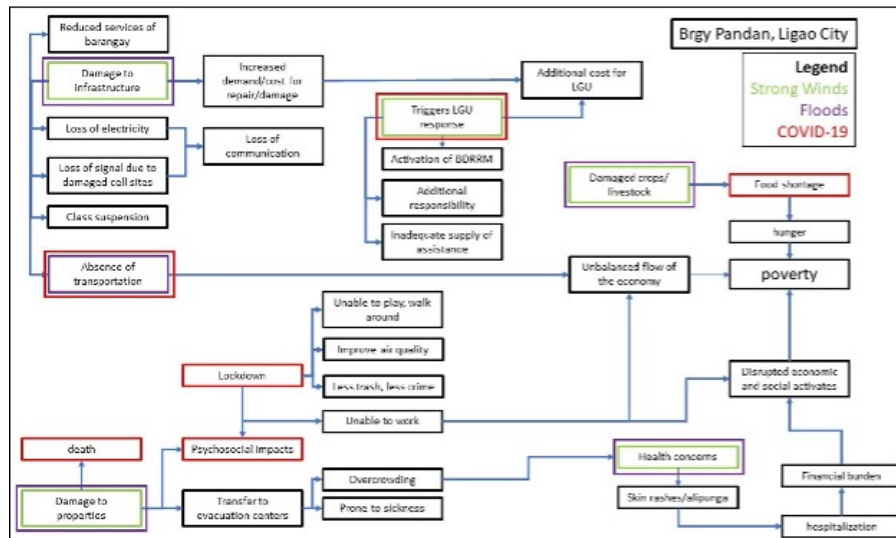 Reduced services of
barangay
Brgy Pandan, Ligao City
Legend
Strong Winds
Floods
COVID-19
Damage to
Infrastructure
Increased
demand/cost for
repair/damage
Additional cost for
LGU
Triggers LGU
response
Loss of electricity
Loss of
communication
Loss of signal due to
damaged cell sites
Activation of BDRRM
Additional
responsibility
Inadequate supply of
assistance
Class suspension
Damaged crops/
livestock
Food shortage
hunger
Absence of
transportation
Unbalanced flow of
the economy
poverty
Unable to play, walk
around
Improve air quality
Lockdown
Less trash, less crime
Disrupted economic
and social activates
Unable to work
death
Psychosocial impacts
Damage to
properties
Transfer to
evacuation centers
Overcrowding
Prone to sickness
Health concerns
Skin rashes/alipunga
Financial burden
hospitalization